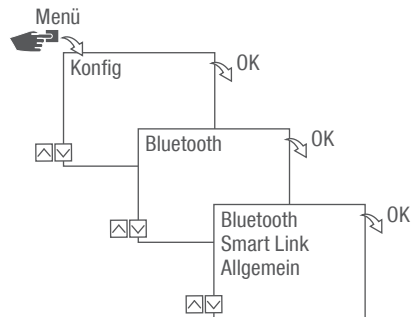 Menü
Konfig
OK
Bluetooth
OK
Bluetooth
Smart Link
Allgemein
OK